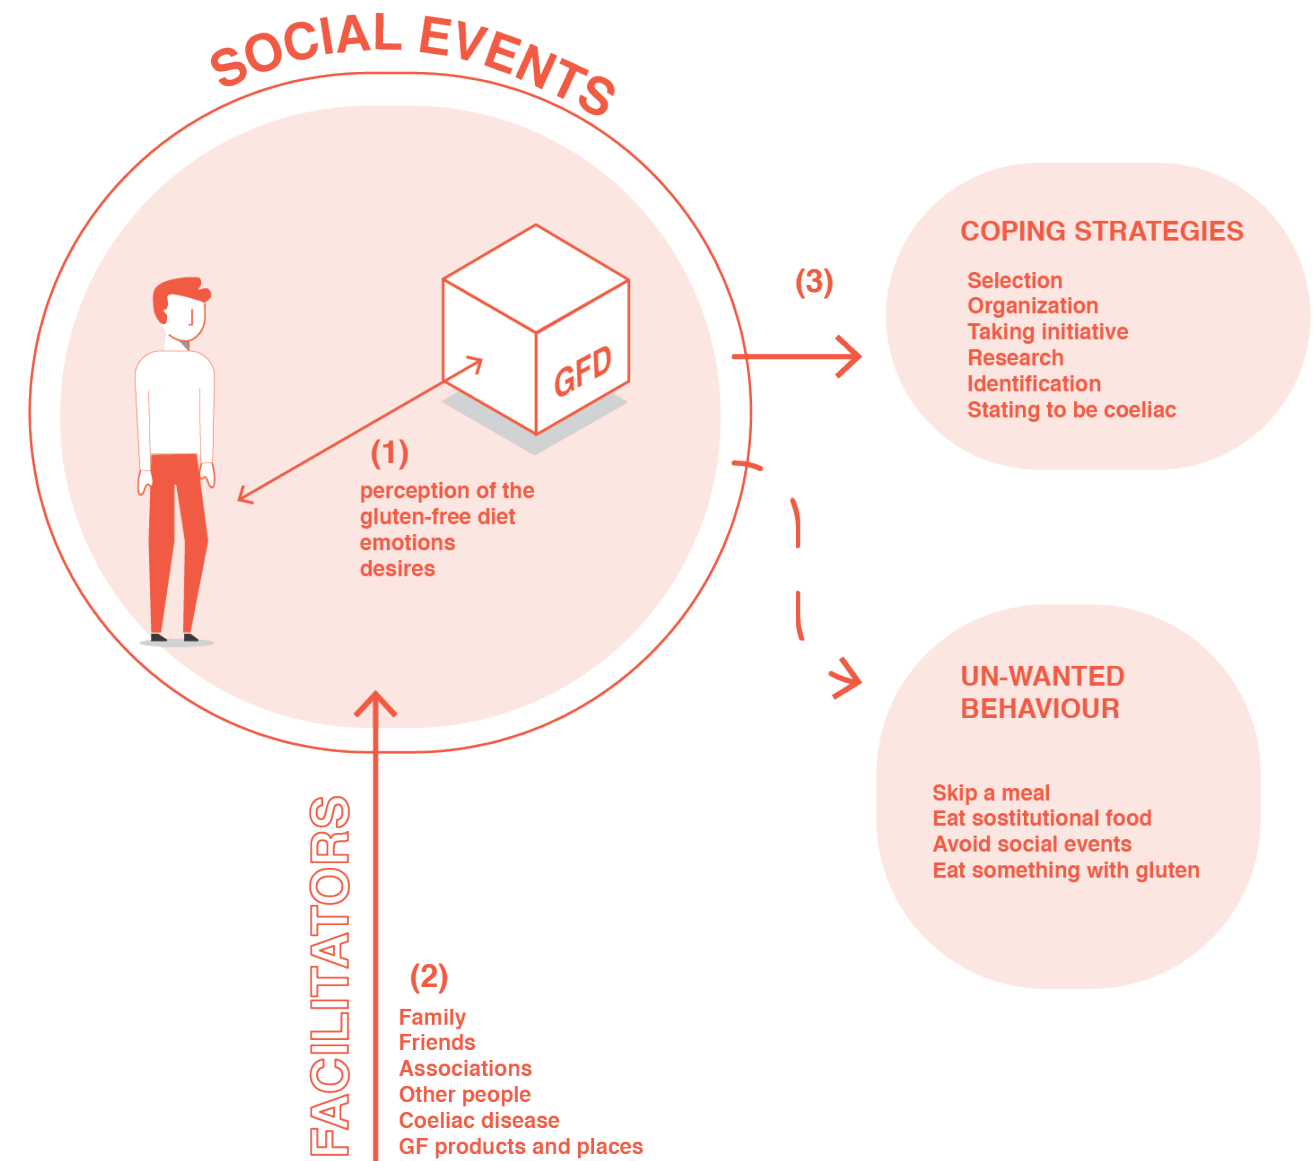 SOCIAL EVENTS
GFD
(1)
perception of the
gluten-free diet
emotions
desires
(3)
COPING STRATEGIES
Selection
Organization
Taking initiative
Research
Identification
Stating to be coeliac
UN-WANTED
BEHAVIOUR
Skip a meal
Eat sostitutional food
Avoid social events
Eat something with gluten
FACILITATORS
(2)
Family
Friends
Associations
Other people
Coeliac disease
GF products and places